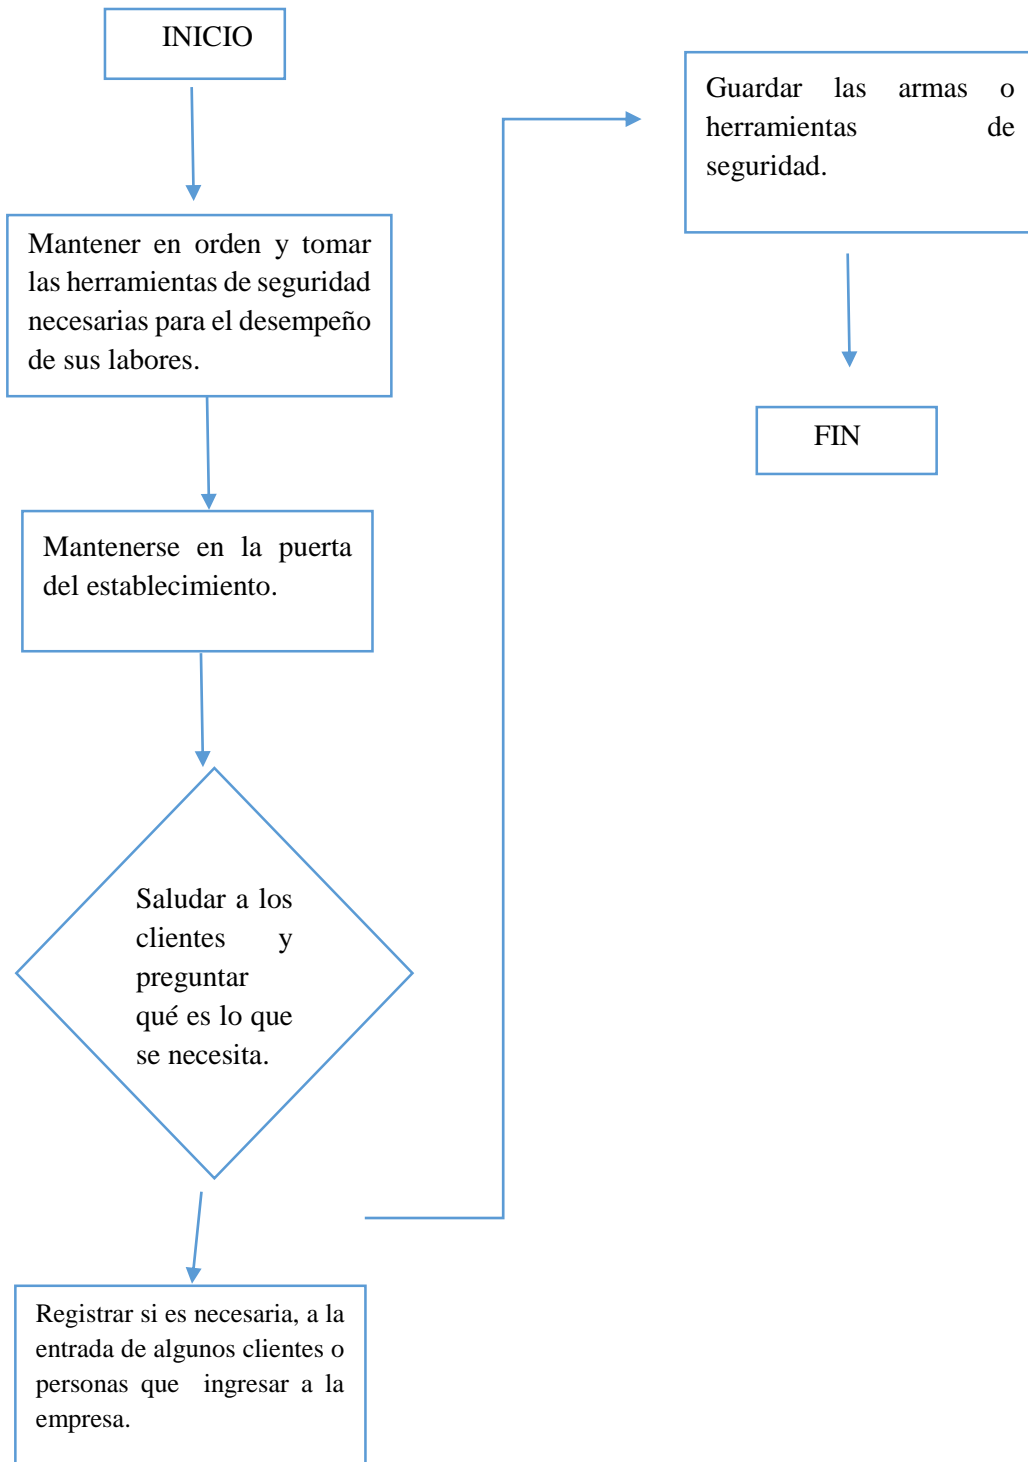 INICIO
Mantener en orden y tomar
las herramientas de seguridad
necesarias para el desempeño
de sus labores.
Mantenerse en la puerta
del establecimiento.
Saludar a los
clientes y
preguntar
qué es lo que
se necesita.
Registrar si es necesaria, a la
entrada de algunos clientes o
personas que ingresar a la
empresa.
Guardar las armas o
herramientas de
seguridad.
FIN